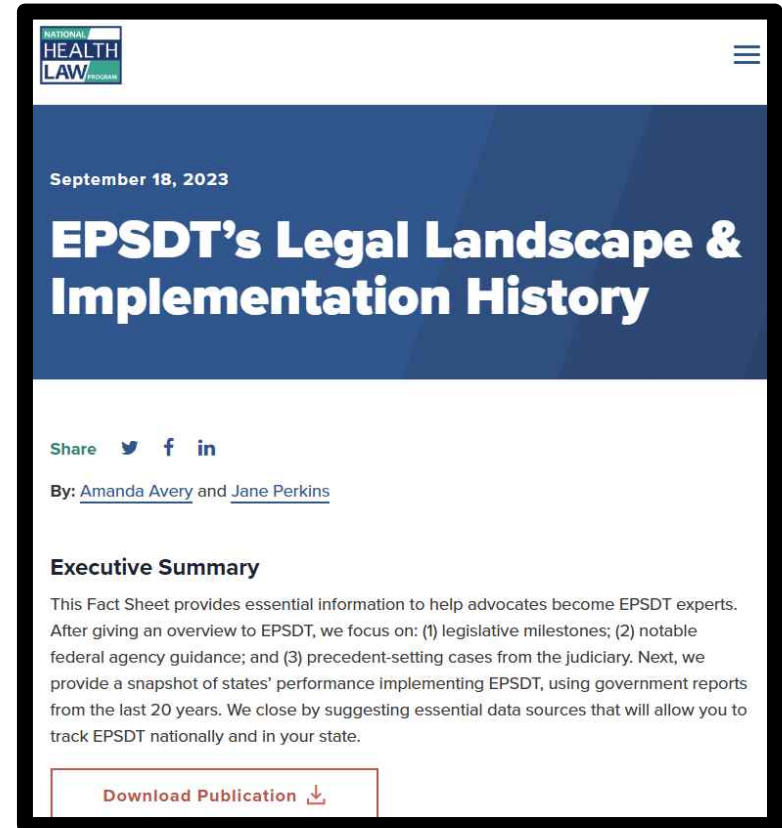 NATIONAL
HEALTH
LAW PROGRAM
September 18, 2023
EPSDT’s Legal Landscape &
Implementation History
Share
By: Amanda Avery and Jane Perkins
Executive Summary
This Fact Sheet provides essential information to help advocates become EPSDT experts.
After giving an overview to EPSDT, we focus on: (1) legislative milestones; (2) notable
federal agency guidance; and (3) precedent-setting cases from the judiciary. Next, we
provide a snapshot of states’ performance implementing EPSDT, using government reports
from the last 20 years. We close by suggesting essential data sources that will allow you to
track EPSDT nationally and in your state.
Download Publication